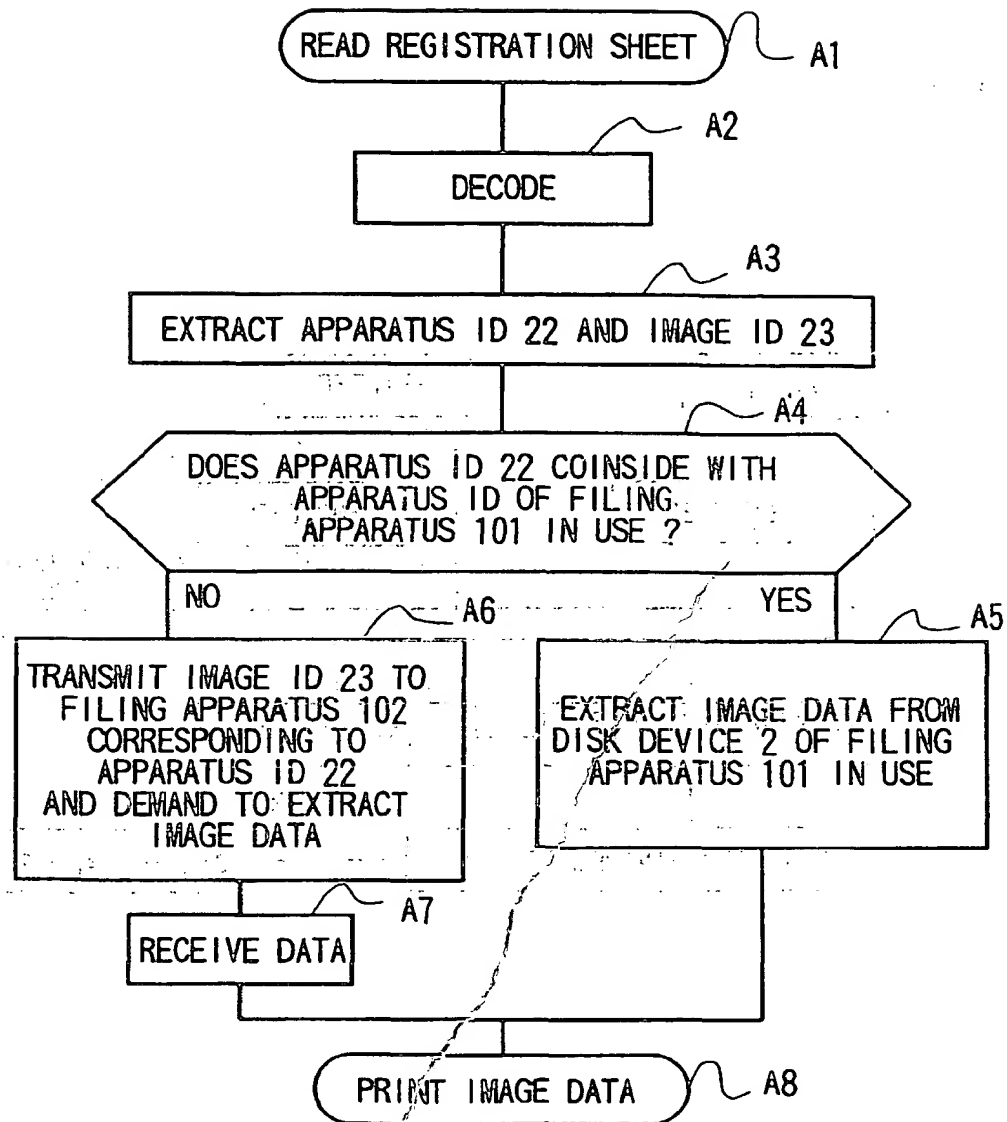 READ REGISTRATION SHEET
A1
A2
DECODE
A3
EXTRACT APPARATUS ID 22 AND IMAGE ID 23
A4
DOES APPARATUS ID 22 COINSIDE WITH
APPARATUS ID OF FILING
APPARATUS 101 IN USE ?
NO
YES
A6
A5
TRANSMIT IMAGE ID 23 TO
FILING APPARATUS 102
CORRESPONDING TO
APPARATUS ID 22
AND DEMAND TO EXTRACT
IMAGE DATA
EXTRACT IMAGE DATA FROM
DISK DEVICE 2 OF FILING
APPARATUS 101 IN USE
A7
RECEIVE DATA
PRINT IMAGE DATA
A8